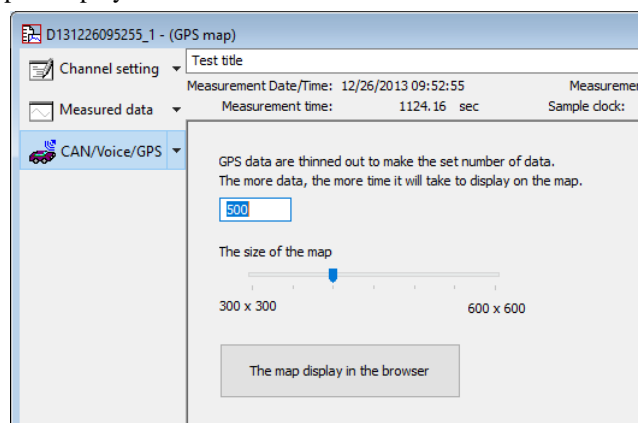 D131226095255_1 - (GPS map)
Channel setting
Test title
Measurement Date/Time: 12/26/2013 09:52:55
Measurement time: 1124.16 sec Sample clock:
Measured data
CAN/Voice/GPS
GPS data are thinned out to make the set number of data.
The more data, the more time it will take to display on the map.
500
The size of the map
300 x 300 600 x 600
The map display in the browser